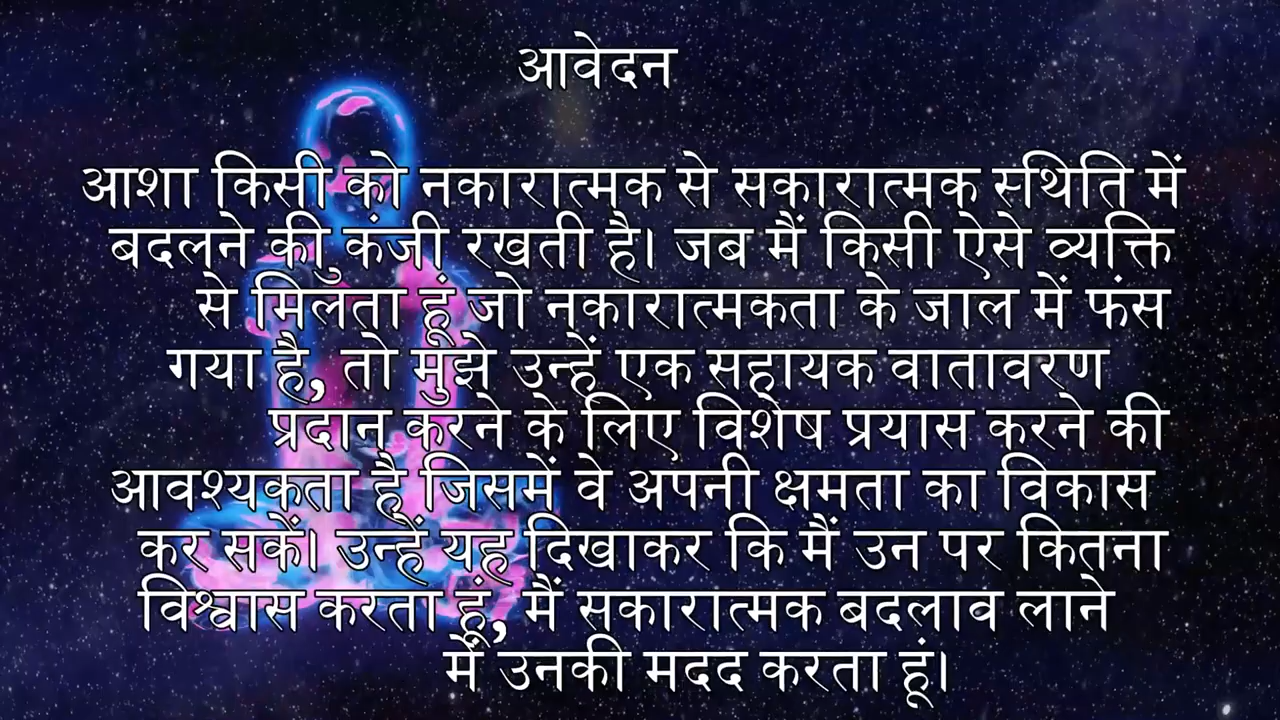 आवेदन
आशा किसी को नकारात्मक से सकारात्मक स्थिति में
बदलने की कुंजी रखती है। जब मैं किसी ऐसे व्यक्ति
से मिलता हूं जो नकारात्मकता के जाल में फंस
गया है, तो मुझे उन्हें एक सहायक वातावरण
प्रदान करने के लिए विशेष प्रयास करने की
आवश्यकता है जिसमें वे अपनी क्षमता का विकास
कर सकें। उन्हें यह दिखाकर कि मैं उन पर कितना
विश्वास करता हूं, मैं सकारात्मक बदलाव लाने
में उनकी मदद करता हूं।